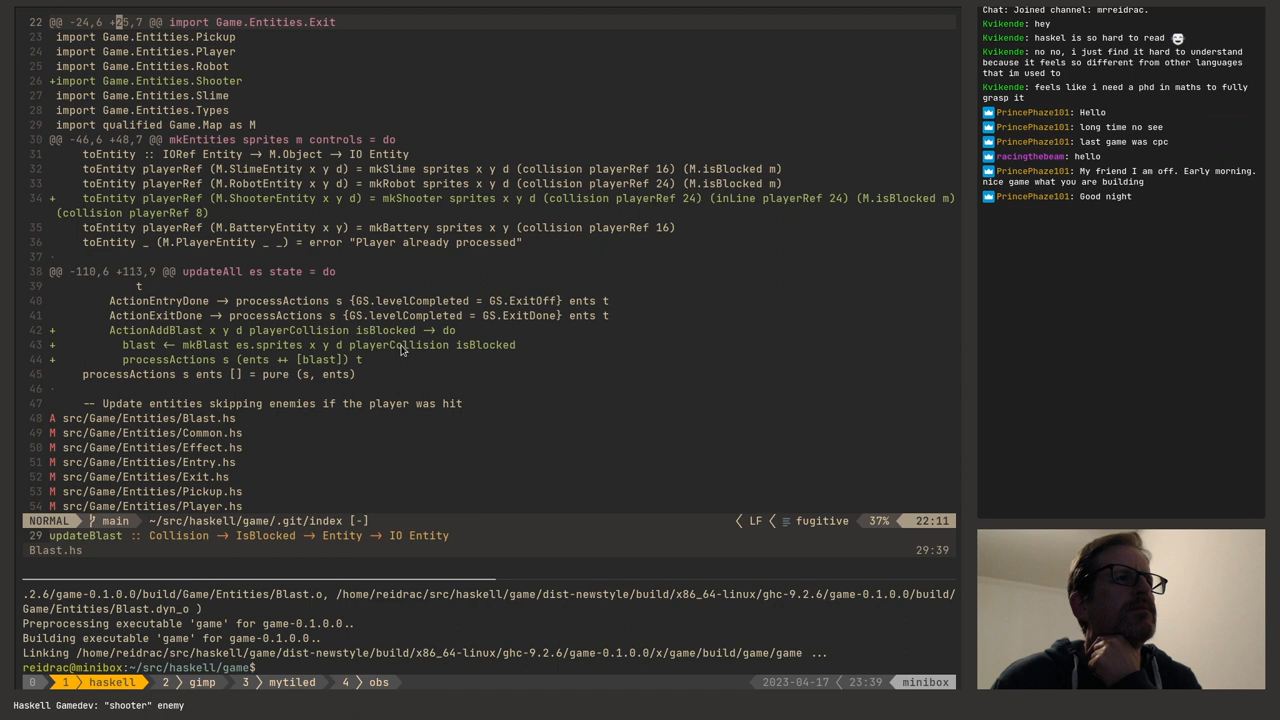 22 @@ -24,6 +25,7 @@ import Game.Entities.Exit
23  import Game.Entities.Pickup
24  import Game.Entities.Player
25  import Game.Entities.Robot
26 +import Game.Entities.Shooter
27  import Game.Entities.Slime
28  import Game.Entities.Types
29  import qualified Game.Map as M
30 @@ -46,6 +48,7 @@ mkEntities sprites m controls = do
31      toEntity :: IORef Entity → M.Object → IO Entity
32      toEntity playerRef (M.SlimeEntity x y d) = mkSlime sprites x y d (collision playerRef 16) (M.isBlocked m)
33      toEntity playerRef (M.RobotEntity x y d) = mkRobot sprites x y d (collision playerRef 24) (M.isBlocked m)
34 +    toEntity playerRef (M.ShooterEntity x y d) = mkShooter sprites x y d (collision playerRef 24) (inLine playerRef 24) (M.isBlocked m)
(collision playerRef 8)
35      toEntity playerRef (M.BatteryEntity x y) = mkBattery sprites x y (collision playerRef 16)
36      toEntity _ (M.PlayerEntity _ _) = error "Player already processed"
37 ·
38 @@ -110,6 +113,9 @@ updateAll es state = do
39              t
40          ActionEntryDone → processActions s {GS.levelCompleted = GS.ExitOff} ents t
41          ActionExitDone → processActions s {GS.levelCompleted = GS.ExitDone} ents t
42 +        ActionAddBlast x y d playerCollision isBlocked → do
43 +          blast ← mkBlast es.sprites x y d playerCollision isBlocked
44 +          processActions s (ents ++ [blast]) t
45      processActions s ents [] = pure (s, ents)
46 ·
47      -- Update entities skipping enemies if the player was hit
48 A src/Game/Entities/Blast.hs
49 M src/Game/Entities/Common.hs
50 M src/Game/Entities/Effect.hs
51 M src/Game/Entities/Entry.hs
52 M src/Game/Entities/Exit.hs
53 M src/Game/Entities/Pickup.hs
54 M src/Game/Entities/Player.hs
NORMAL main ~/src/haskell/game/.git/index [-] LF fugitive 37% 22:11
29 updateBlast :: Collision → IsBlocked → Entity → IO Entity
Blast.hs 29:39
.2.6/game-0.1.0.0/build/Game/Entities/Blast.o, /home/reidrac/src/haskell/game/dist-newstyle/build/x86_64-linux/ghc-9.2.6/game-0.1.0.0/build/
Game/Entities/Blast.dyn_o )
Preprocessing executable 'game' for game-0.1.0.0..
Building executable 'game' for game-0.1.0.0..
Linking /home/reidrac/src/haskell/game/dist-newstyle/build/x86_64-linux/ghc-9.2.6/game-0.1.0.0/x/game/build/game/game ...
reidrac@minibox:~/src/haskell/game$
0 1 haskell 2 gimp 3 mytiled 4 obs 2023-04-17 23:39 minibox
Haskell Gamedev: "shooter" enemy
Chat: Joined channel: mrreidrac.
Kvikende: hey
Kvikende: haskel is so hard to read
Kvikende: no no, i just find it hard to understand
because it feels so different from other languages
that im used to
Kvikende: feels like i need a phd in maths to fully
grasp it
PrincePhaze101: Hello
PrincePhaze101: long time no see
PrincePhaze101: last game was cpc
racingthebeam: hello
PrincePhaze101: My friend I am off. Early morning.
nice game what you are building
PrincePhaze101: Good night